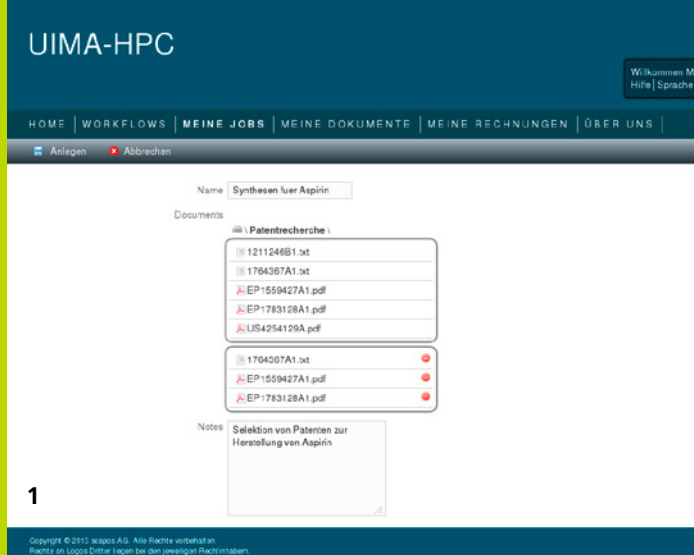 UIMA-HPC
Willkommen M
Hilfe | Sprache
HOME | WORKFLOWS | MEINE JOBS | MEINE DOKUMENTE | MEINE RECHNUNGEN | ÜBER UNS |
Anlegen Abbrechen
Name Synthesen fuer Aspirin
Documents
\ Patentrecherche \
1211246B1.txt
1764367A1.txt
EP1559427A1.pdf
EP1783128A1.pdf
US4254129A.pdf
1764367A1.txt
EP1559427A1.pdf
EP1783128A1.pdf
Notes Selektion von Patenten zur
Herstellung von Aspirin
1
Copyright © 2013 scapos AG. Alle Rechte vorbehalten.
Rechte an Logos Dritter liegen bei den jeweiligen Rechtinhabern.